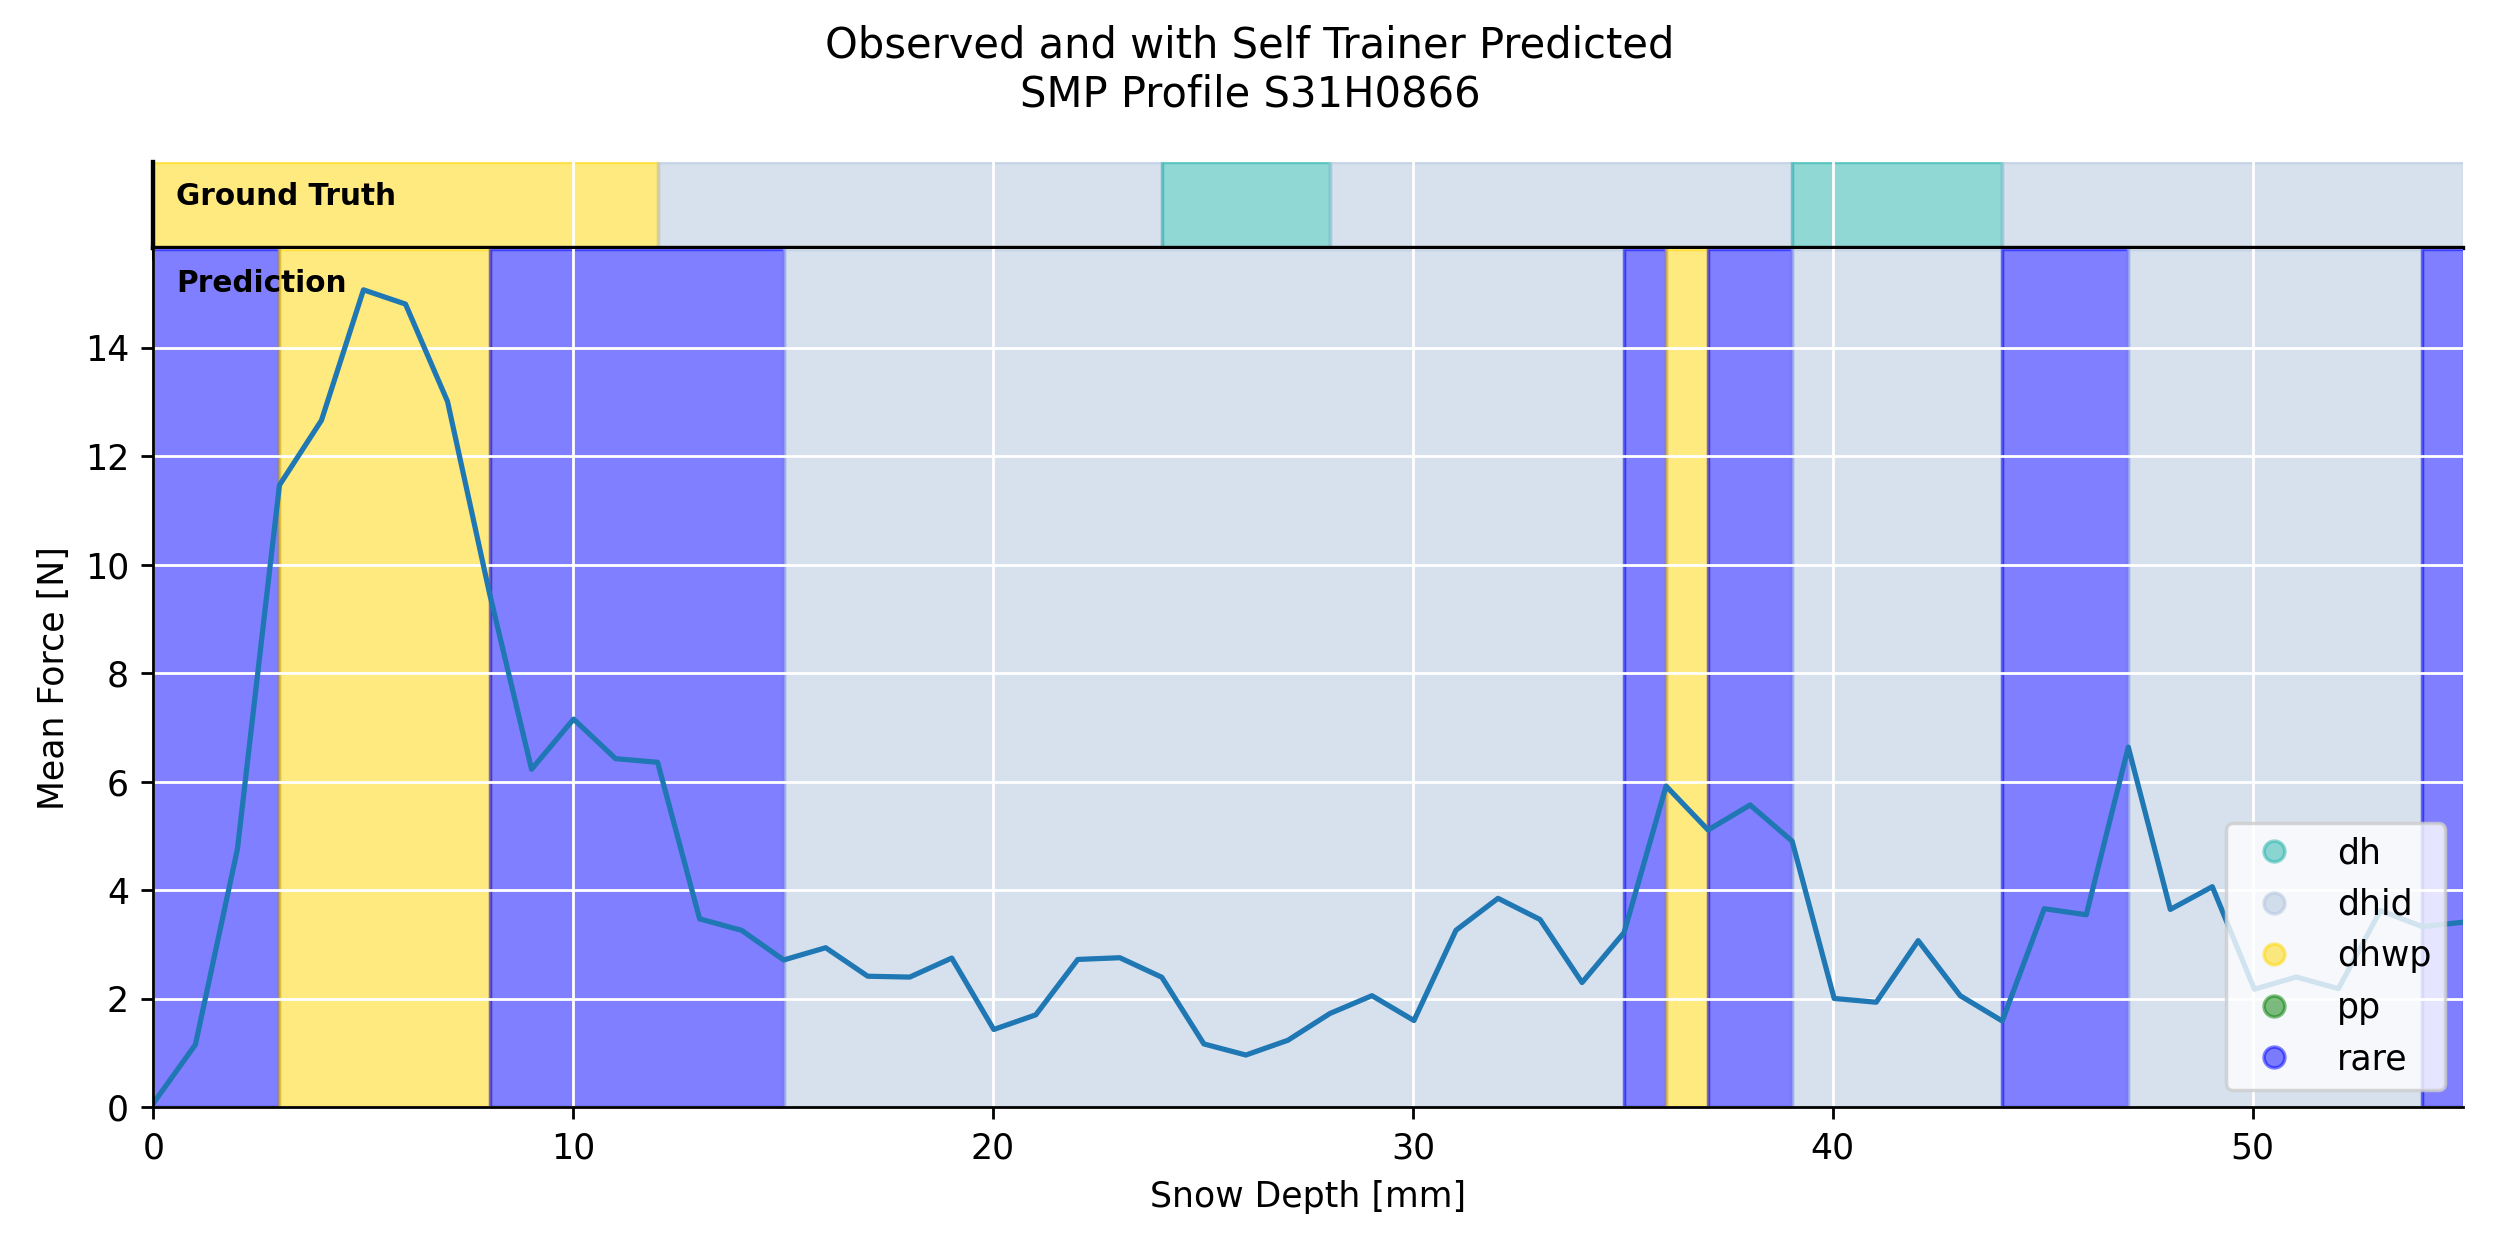 Observed and with Self Trainer Predicted
SMP Profile S31H0866
Ground Truth
Prediction
14
12
10
8
6
4
2
0
Mean Force [N]
0 10 20 30 40 50
Snow Depth [mm]
dh
dhid
dhwp
pp
rare